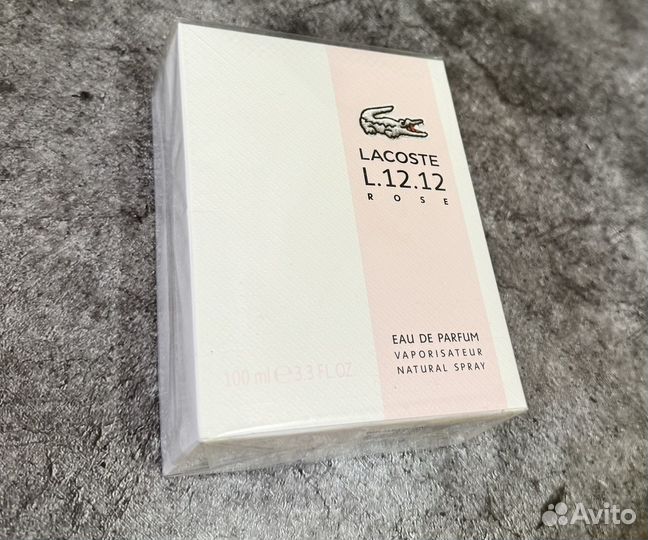 LACOSTE
L.12.12
ROSE
EAU DE PARFUM
VAPORISATEUR
NATURAL SPRAY
100 ml ℮ 3.3 FL OZ
Avito